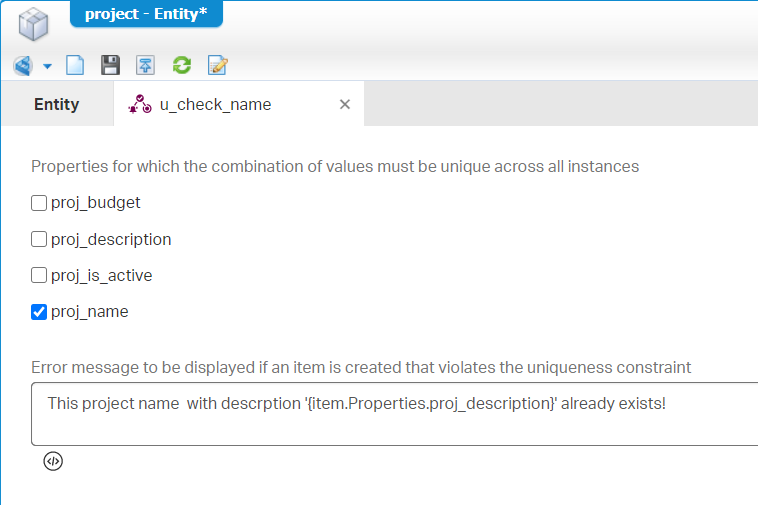 project - Entity*
Entity
u_check_name
Properties for which the combination of values must be unique across all instances
proj_budget
proj_description
proj_is_active
proj_name
Error message to be displayed if an item is created that violates the uniqueness constraint
This project name  with descrption '{item.Properties.proj_description}' already exists!